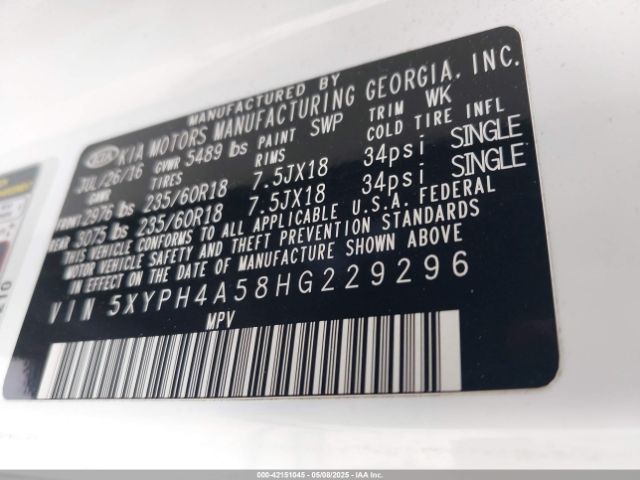 MANUFACTURED BY
KIA KIA MOTORS MANUFACTURING GEORGIA, INC.
JUL/26/16 GVWR 5489 lbs PAINT SWP TRIM WK
GAWR TIRES RIMS COLD TIRE INFL
FRONT 2976 lbs 235/60R18 7.5JX18 34psi SINGLE
REAR 3075 lbs 235/60R18 7.5JX18 34psi SINGLE
THIS VEHICLE CONFORMS TO ALL APPLICABLE U.S.A. FEDERAL
MOTOR VEHICLE SAFETY AND THEFT PREVENTION STANDARDS
IN EFFECT ON THE DATE OF MANUFACTURE SHOWN ABOVE
VIN 5XYPH4A58HG229296
MPV
000-42151045 - 05/08/2025 - IAA Inc.